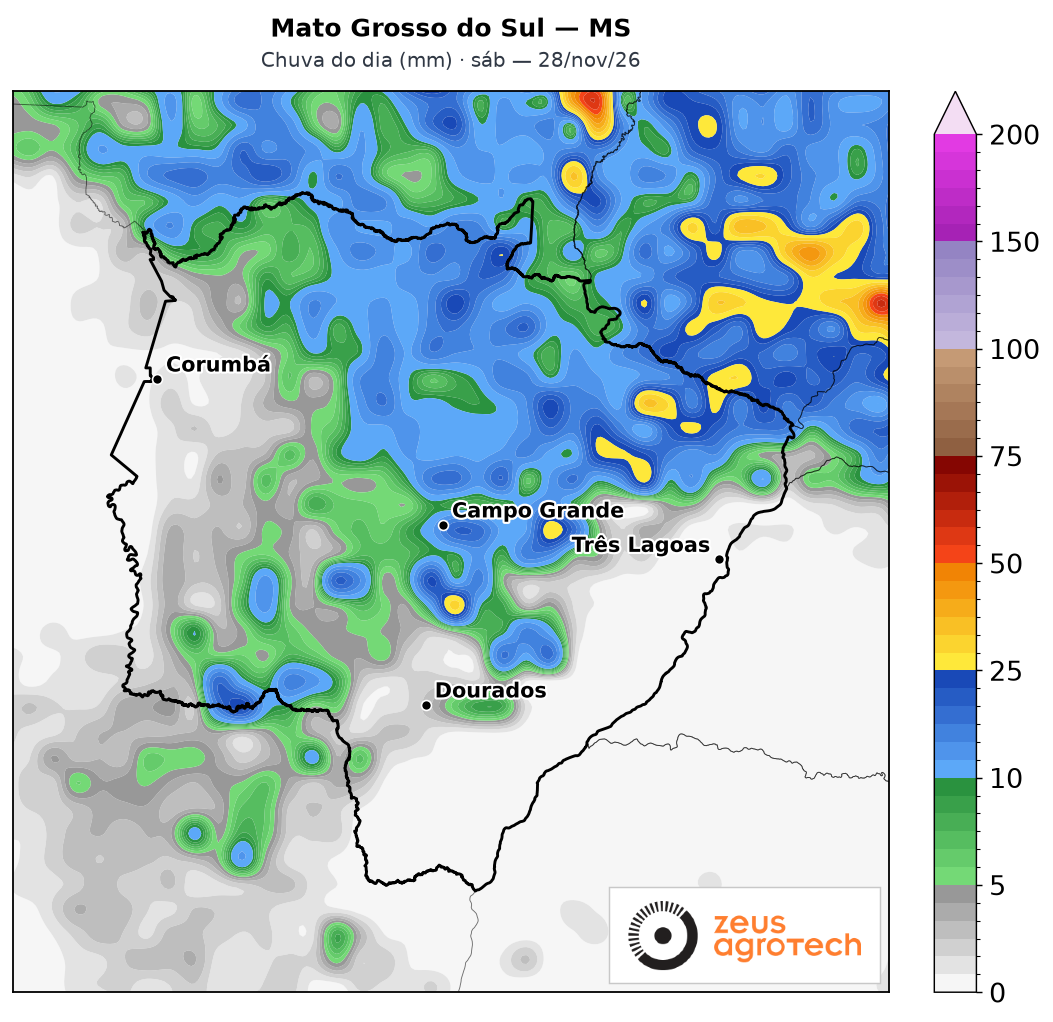 Mato Grosso do Sul — MS
Chuva do dia (mm) · sáb — 28/nov/26
200
150
100
75
50
25
10
5
0
Corumbá
Campo Grande
Três Lagoas
Dourados
zeus
agrotech